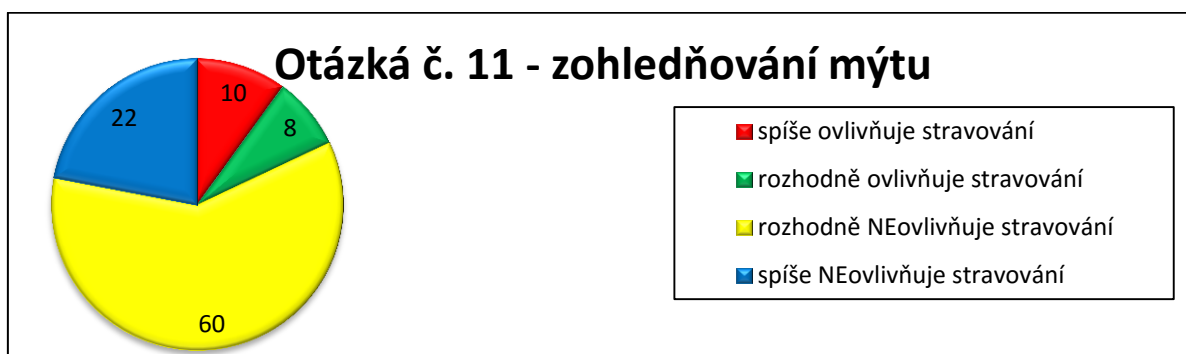 Otázká č. 11 - zohledňování mýtu
10
8
22
60
spíše ovlivňuje stravování
rozhodně ovlivňuje stravování
rozhodně NEovlivňuje stravování
spíše NEovlivňuje stravování